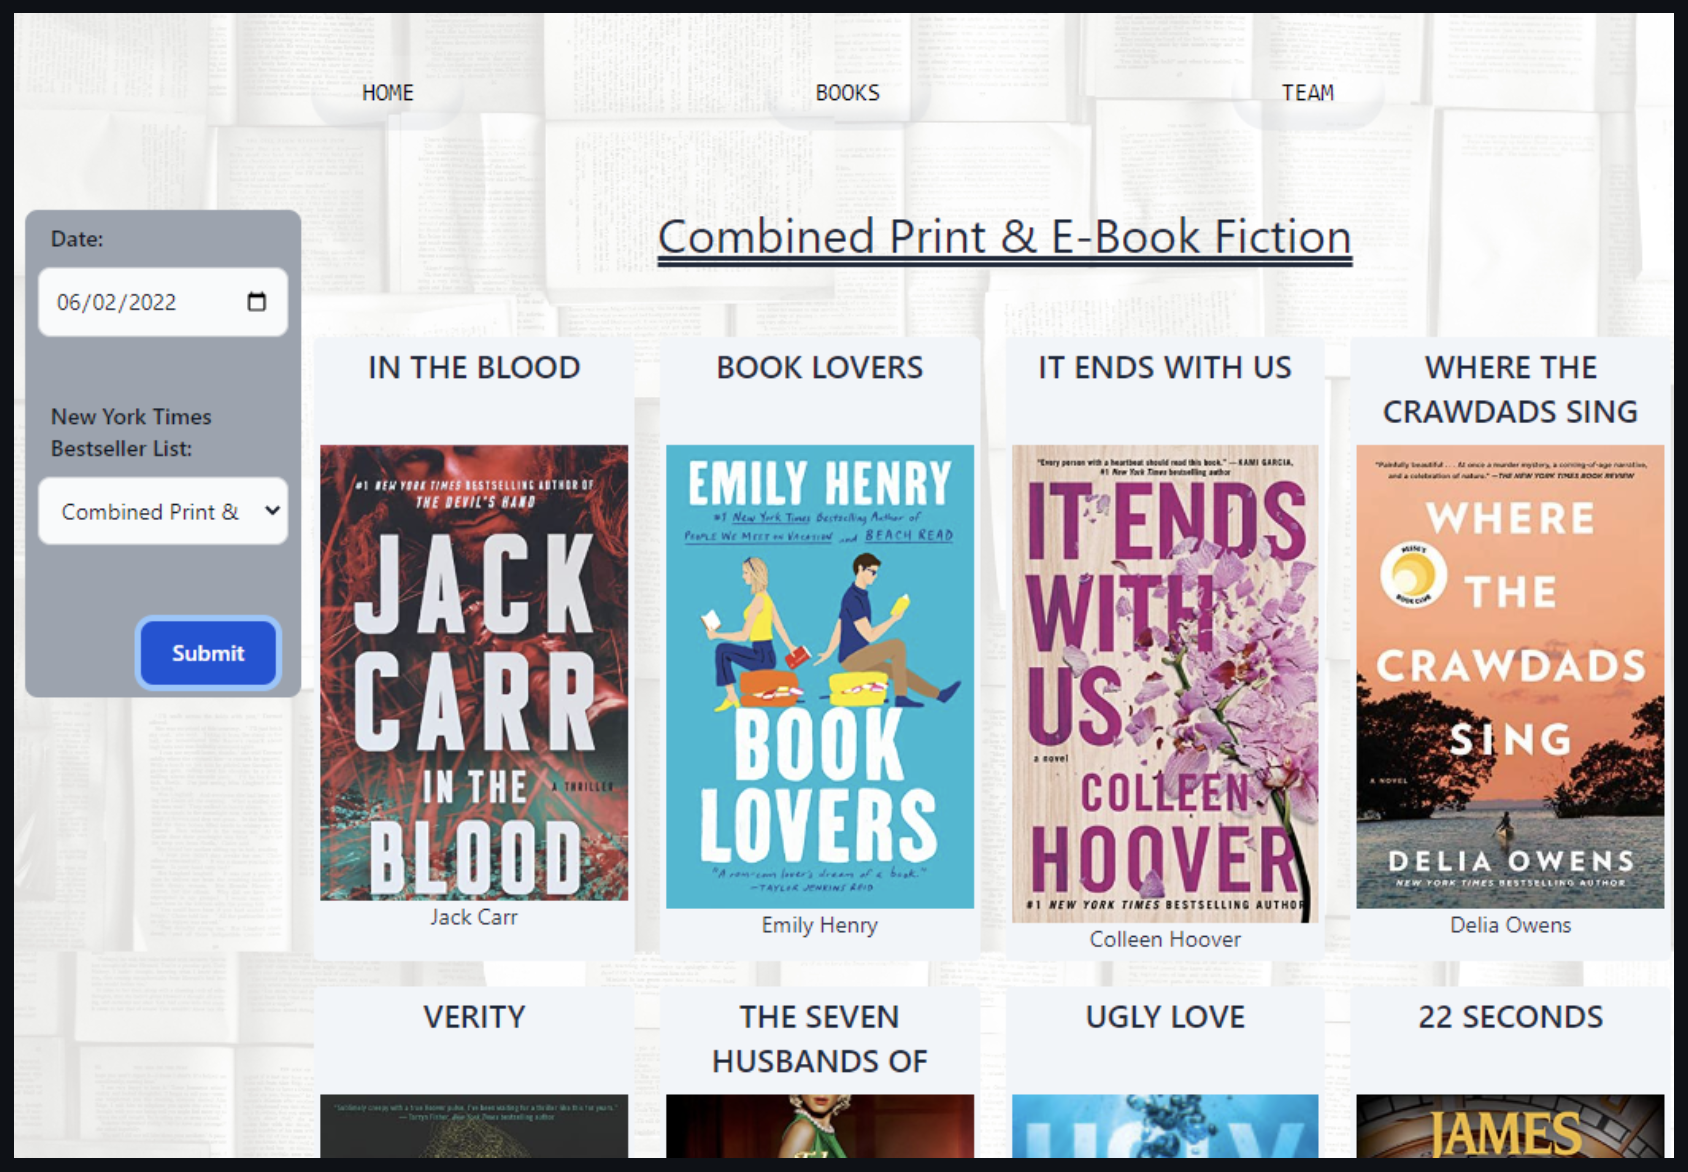 HOME
BOOKS
TEAM
Date:
06/02/2022
New York Times
Bestseller List:
Combined Print &
Submit
Combined Print & E-Book Fiction
IN THE BLOOD
#1 NEW YORK TIMES BESTSELLING AUTHOR OF
THE DEVIL'S HAND
JACK
CARR
IN THE
A THRILLER
BLOOD
Jack Carr
BOOK LOVERS
EMILY HENRY
#1 New York Times Bestselling Author of
PEOPLE WE MEET ON VACATION and BEACH READ
BOOK
LOVERS
"A rom-com lover's dream of a book."
—TAYLOR JENKINS REID
Emily Henry
IT ENDS WITH US
"Every person with a heartbeat should read this book." —KAMI GARCIA,
#1 New York Times bestselling author
IT ENDS
WITH
US
a novel
COLLEEN
HOOVER
#1 NEW YORK TIMES BESTSELLING AUTHOR
Colleen Hoover
WHERE THE
CRAWDADS SING
"Painfully beautiful . . . At once a murder mystery, a coming-of-age narrative,
and a celebration of nature." —THE NEW YORK TIMES BOOK REVIEW
WHERE
REESE'S
BOOK CLUB
THE
CRAWDADS
SING
A NOVEL
DELIA OWENS
NEW YORK TIMES BESTSELLING AUTHOR
Delia Owens
VERITY
THE SEVEN
HUSBANDS OF
UGLY LOVE
UGLY
22 SECONDS
JAMES